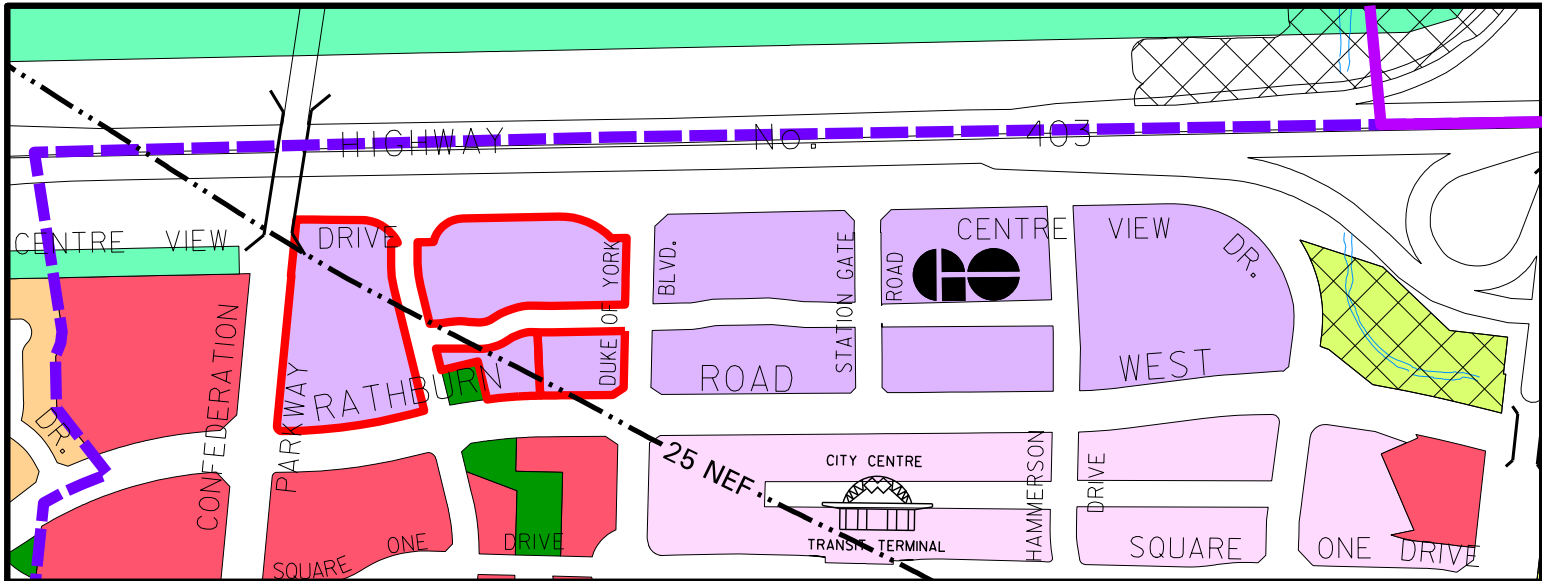 HIGHWAY No. 403
CENTRE VIEW DRIVE
CENTRE VIEW DR.
DUKE OF YORK BLVD.
STATION GATE ROAD
CONFEDERATION PARKWAY
RATHBURN ROAD WEST
DR.
25 NEF
CITY CENTRE
TRANSIT TERMINAL
HAMMERSON DRIVE
SQUARE ONE DRIVE
SQUARE ONE DRIVE